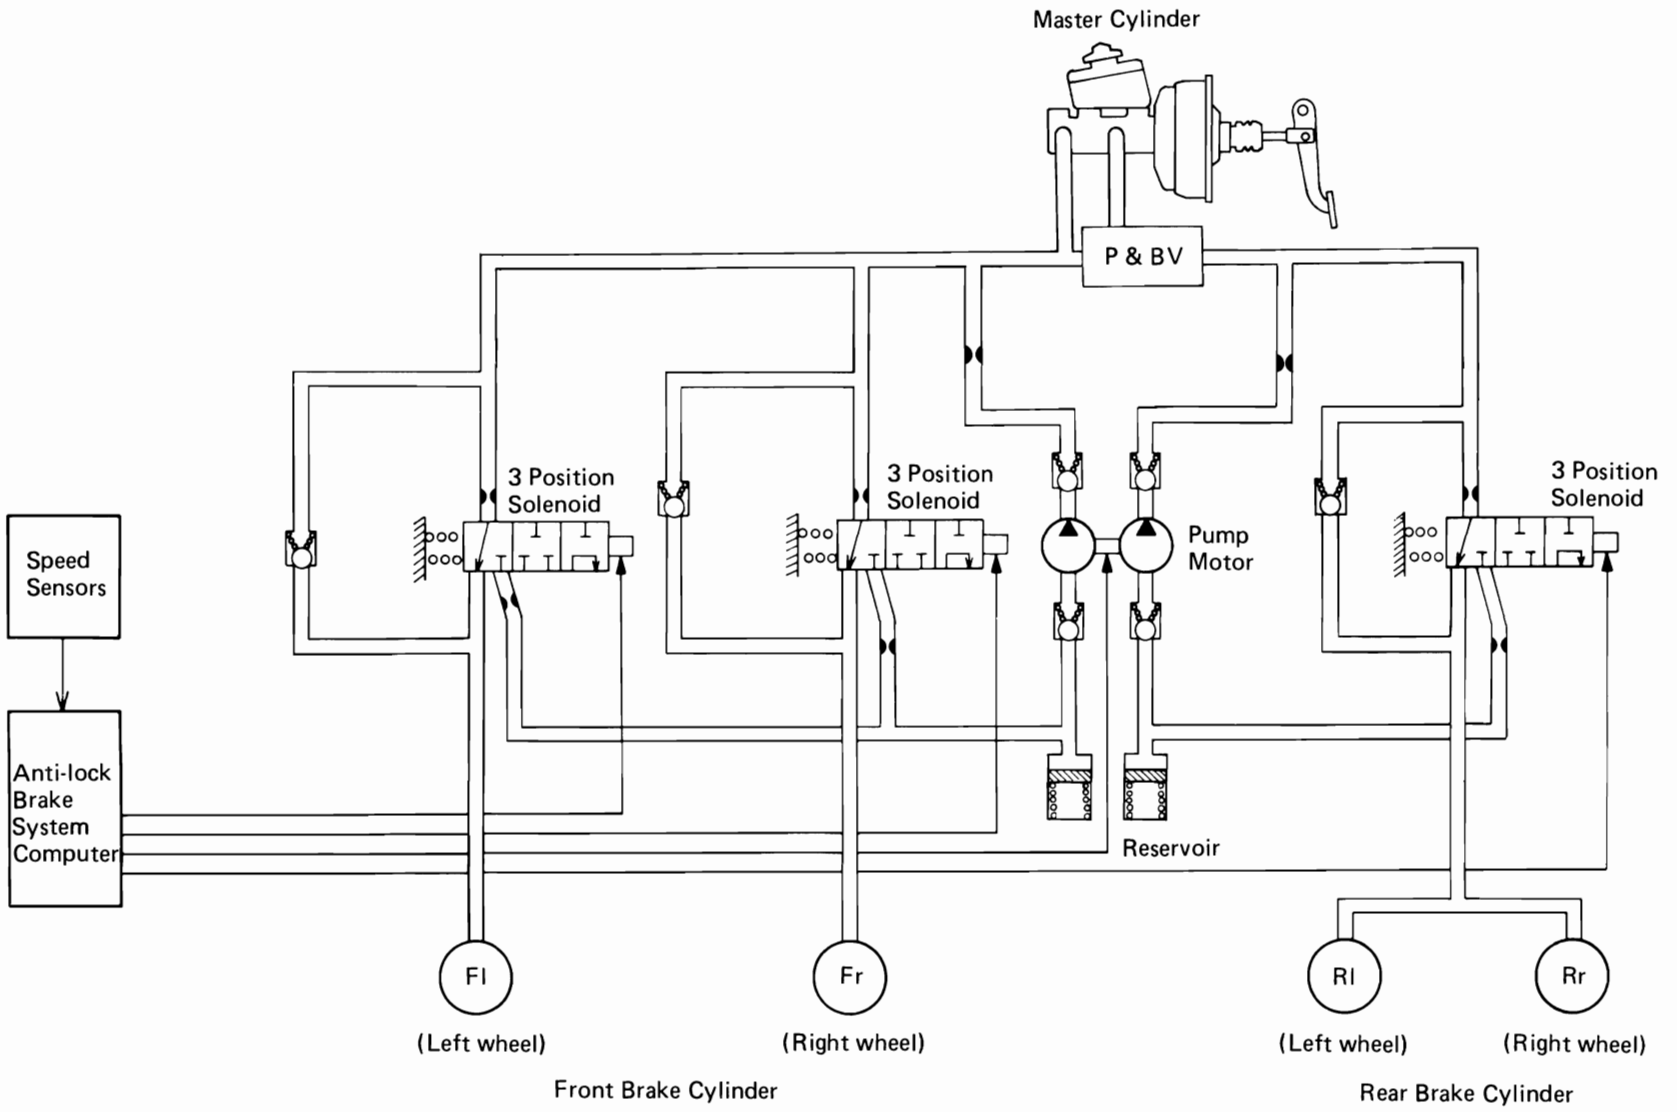 Master Cylinder
P & BV
3 Position
Solenoid
3 Position
Solenoid
3 Position
Solenoid
Pump
Motor
Speed
Sensors
Anti-lock
Brake
System
Computer
Reservoir
Fl
Fr
Rl
Rr
(Left wheel)
(Right wheel)
(Left wheel)
(Right wheel)
Front Brake Cylinder
Rear Brake Cylinder